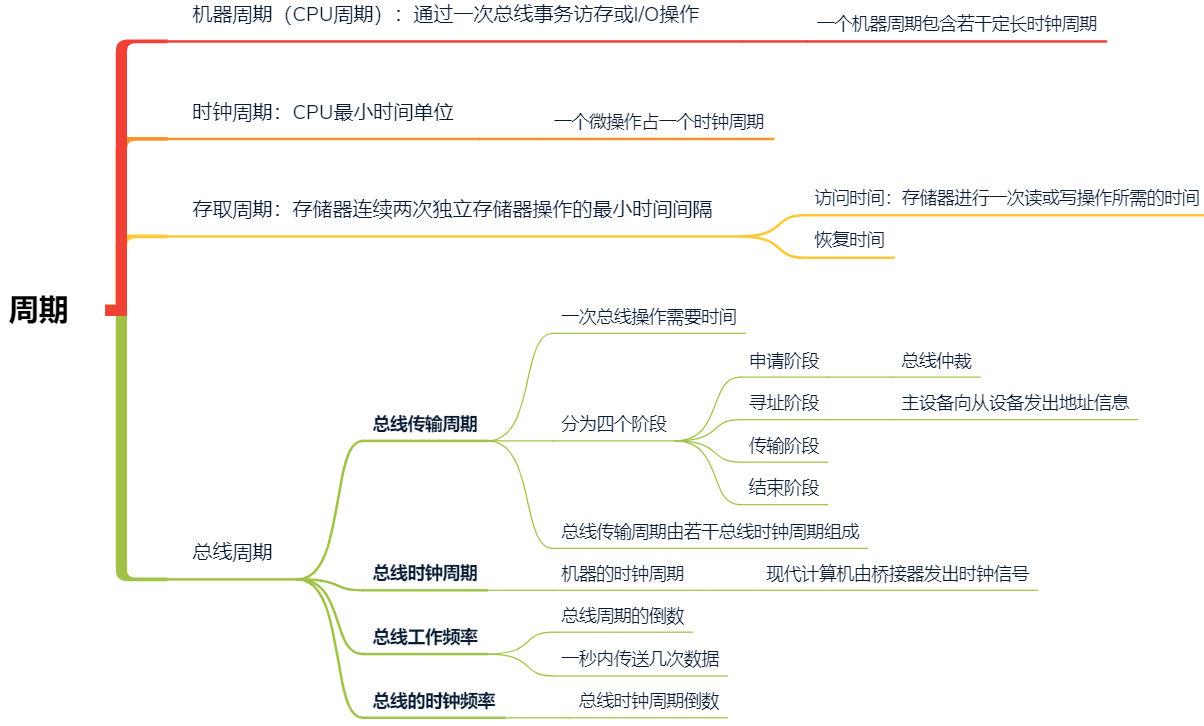 机器周期（CPU周期）：通过一次总线事务访存或I/O操作
一个机器周期包含若干定长时钟周期
时钟周期：CPU最小时间单位
一个微操作占一个时钟周期
存取周期：存储器连续两次独立存储器操作的最小时间间隔
访问时间：存储器进行一次读或写操作所需的时间
恢复时间
周期
总线周期
总线传输周期
一次总线操作需要时间
分为四个阶段
申请阶段
总线仲裁
寻址阶段
主设备向从设备发出地址信息
传输阶段
结束阶段
总线传输周期由若干总线时钟周期组成
总线时钟周期
机器的时钟周期
现代计算机由桥接器发出时钟信号
总线工作频率
总线周期的倒数
一秒内传送几次数据
总线的时钟频率
总线时钟周期倒数